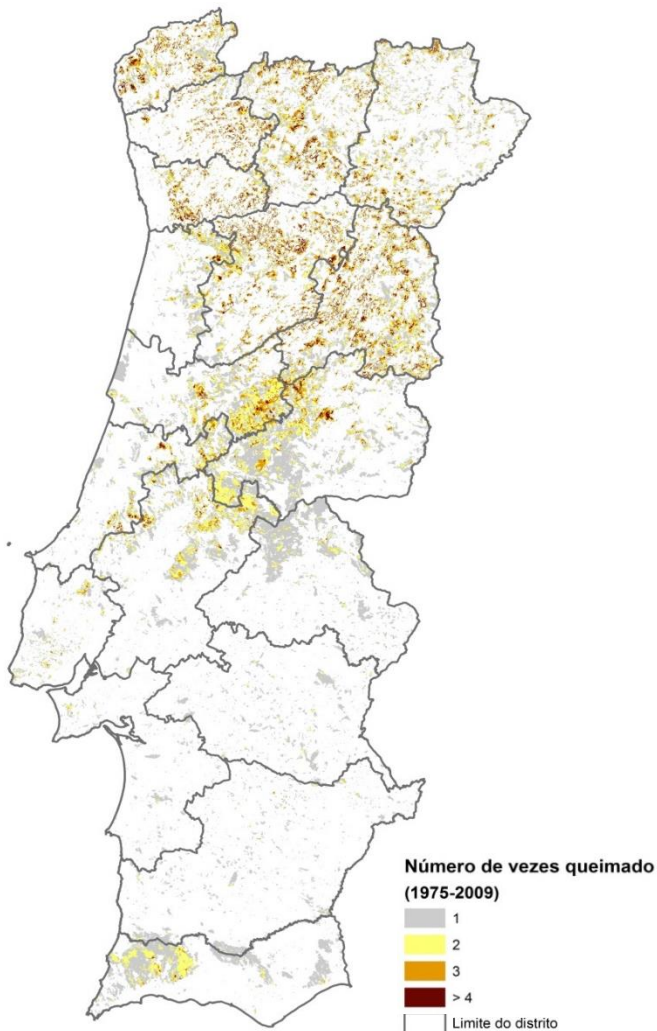 Número de vezes queimado
(1975-2009)
1
2
3
> 4
Limite do distrito